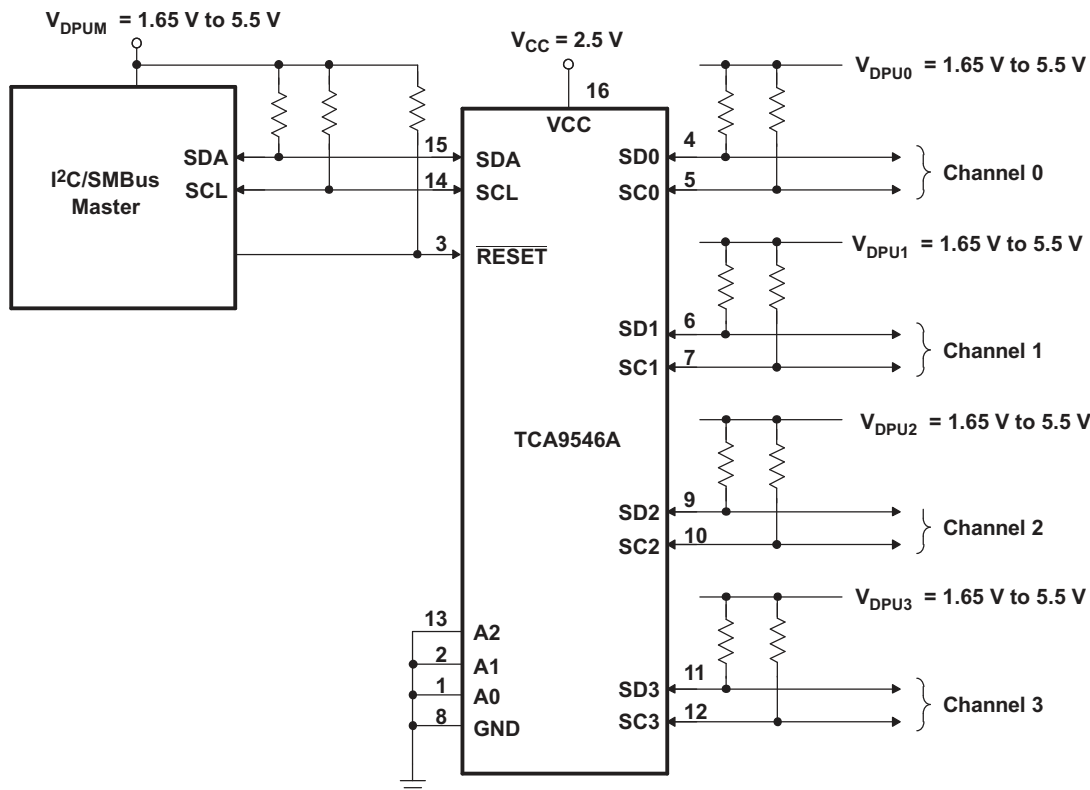 V_DPUM = 1.65 V to 5.5 V
V_CC = 2.5 V
16
VCC
I²C/SMBus
Master
SDA
SCL
15
SDA
14
SCL
3
RESET
TCA9546A
13
A2
2
A1
1
A0
8
GND
V_DPU0 = 1.65 V to 5.5 V
SD0
4
SC0
5
Channel 0
V_DPU1 = 1.65 V to 5.5 V
SD1
6
SC1
7
Channel 1
V_DPU2 = 1.65 V to 5.5 V
SD2
9
SC2
10
Channel 2
V_DPU3 = 1.65 V to 5.5 V
SD3
11
SC3
12
Channel 3